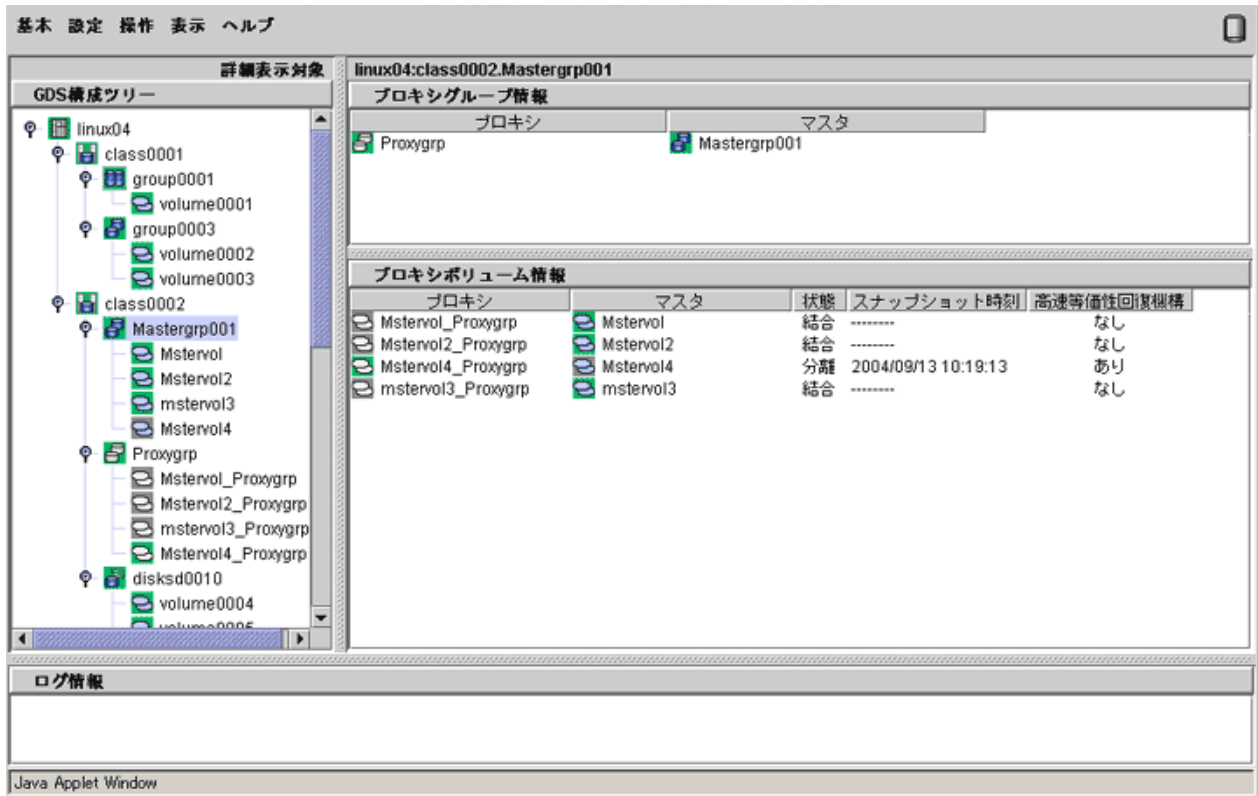 基本 設定 操作 表示 ヘルプ
詳細表示対象
GDS構成ツリー
linux04
class0001
group0001
volume0001
group0003
volume0002
volume0003
class0002
Mastergrp001
Mstervol
Mstervol2
mstervol3
Mstervol4
Proxygrp
Mstervol_Proxygrp
Mstervol2_Proxygrp
mstervol3_Proxygrp
Mstervol4_Proxygrp
disksd0010
volume0004
volume0005
linux04:class0002.Mastergrp001
プロキシグループ情報
プロキシ マスタ
Proxygrp Mastergrp001
プロキシボリューム情報
プロキシ マスタ 状態 スナップショット時刻 高速等価性回復機構
Mstervol_Proxygrp Mstervol 結合 -------- なし
Mstervol2_Proxygrp Mstervol2 結合 -------- なし
Mstervol4_Proxygrp Mstervol4 分離 2004/09/13 10:19:13 あり
mstervol3_Proxygrp mstervol3 結合 -------- なし
ログ情報
Java Applet Window